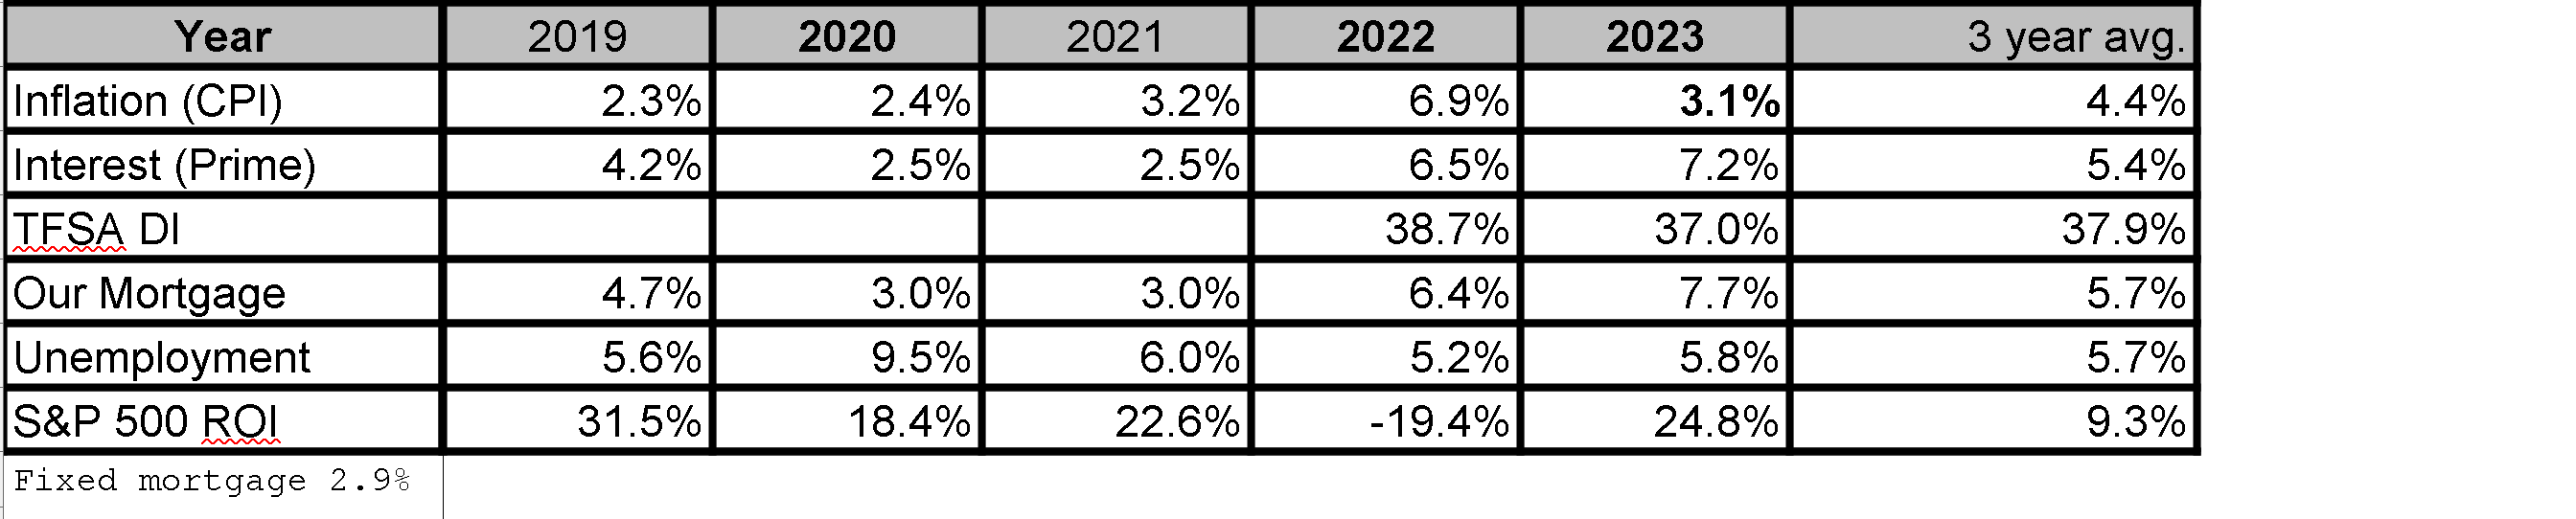 Year 2019 2020 2021 2022 2023 3 year avg.
Inflation (CPI) 2.3% 2.4% 3.2% 6.9% 3.1% 4.4%
Interest (Prime) 4.2% 2.5% 2.5% 6.5% 7.2% 5.4%
TFSA DI 38.7% 37.0% 37.9%
Our Mortgage 4.7% 3.0% 3.0% 6.4% 7.7% 5.7%
Unemployment 5.6% 9.5% 6.0% 5.2% 5.8% 5.7%
S&P 500 ROI 31.5% 18.4% 22.6% -19.4% 24.8% 9.3%
Fixed mortgage 2.9%